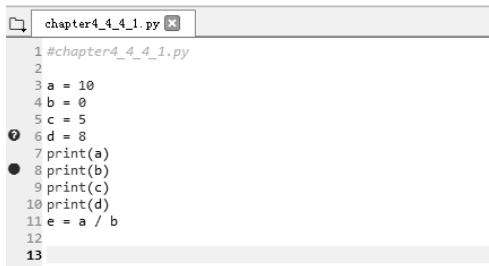 chapter4_4_4_1.py
1 #chapter4_4_4_1.py
2
3 a = 10
4 b = 0
5 c = 5
6 d = 8
7 print(a)
8 print(b)
9 print(c)
10 print(d)
11 e = a / b
12
13